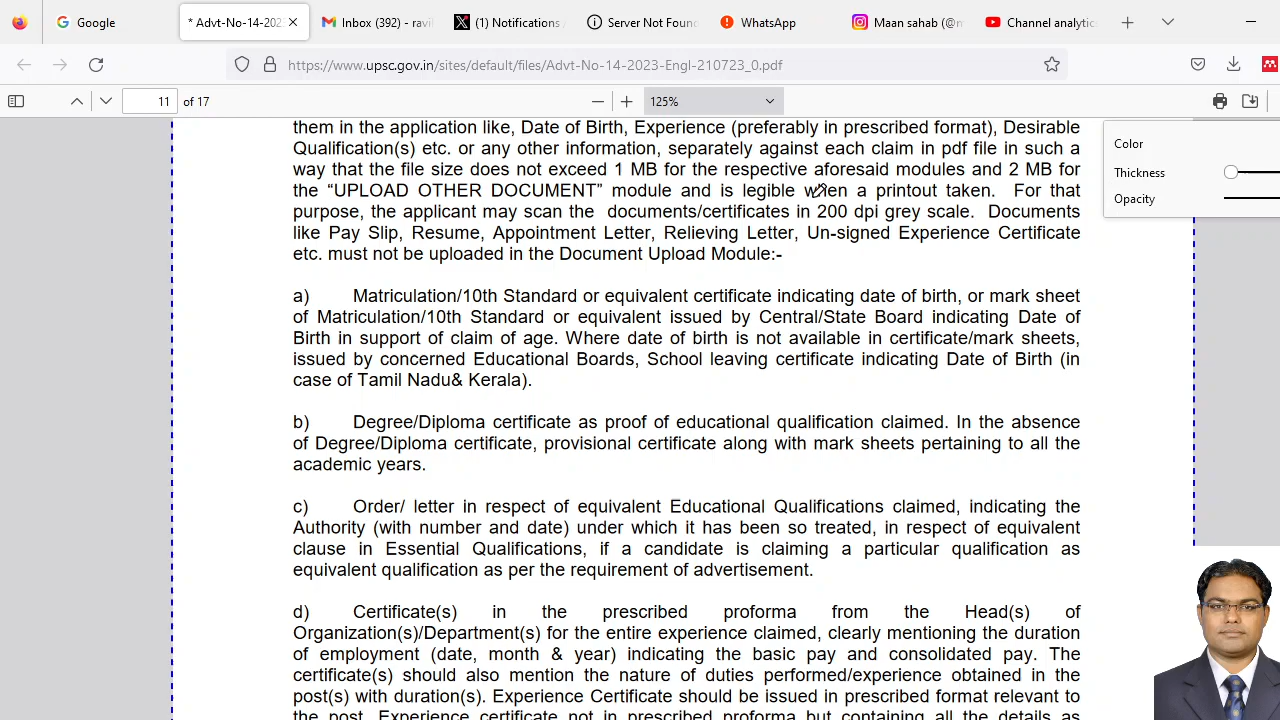 Google
* Advt-No-14-202
Inbox (392) - ravi
(1) Notifications
Server Not Foun
WhatsApp
Maan sahab (@m
Channel analytic
https://www.upsc.gov.in/sites/default/files/Advt-No-14-2023-Engl-210723_0.pdf
11 of 17
125%
Color
Thickness
Opacity
them in the application like, Date of Birth, Experience (preferably in prescribed format), Desirable
Qualification(s) etc. or any other information, separately against each claim in pdf file in such a
way that the file size does not exceed 1 MB for the respective aforesaid modules and 2 MB for
the “UPLOAD OTHER DOCUMENT” module and is legible when a printout taken. For that
purpose, the applicant may scan the documents/certificates in 200 dpi grey scale. Documents
like Pay Slip, Resume, Appointment Letter, Relieving Letter, Un-signed Experience Certificate
etc. must not be uploaded in the Document Upload Module:-
a) Matriculation/10th Standard or equivalent certificate indicating date of birth, or mark sheet
of Matriculation/10th Standard or equivalent issued by Central/State Board indicating Date of
Birth in support of claim of age. Where date of birth is not available in certificate/mark sheets,
issued by concerned Educational Boards, School leaving certificate indicating Date of Birth (in
case of Tamil Nadu& Kerala).
b) Degree/Diploma certificate as proof of educational qualification claimed. In the absence
of Degree/Diploma certificate, provisional certificate along with mark sheets pertaining to all the
academic years.
c) Order/ letter in respect of equivalent Educational Qualifications claimed, indicating the
Authority (with number and date) under which it has been so treated, in respect of equivalent
clause in Essential Qualifications, if a candidate is claiming a particular qualification as
equivalent qualification as per the requirement of advertisement.
d) Certificate(s) in the prescribed proforma from the Head(s) of
Organization(s)/Department(s) for the entire experience claimed, clearly mentioning the duration
of employment (date, month & year) indicating the basic pay and consolidated pay. The
certificate(s) should also mention the nature of duties performed/experience obtained in the
post(s) with duration(s). Experience Certificate should be issued in prescribed format relevant to
the post. Experience certificate not in prescribed proforma but containing all the details as